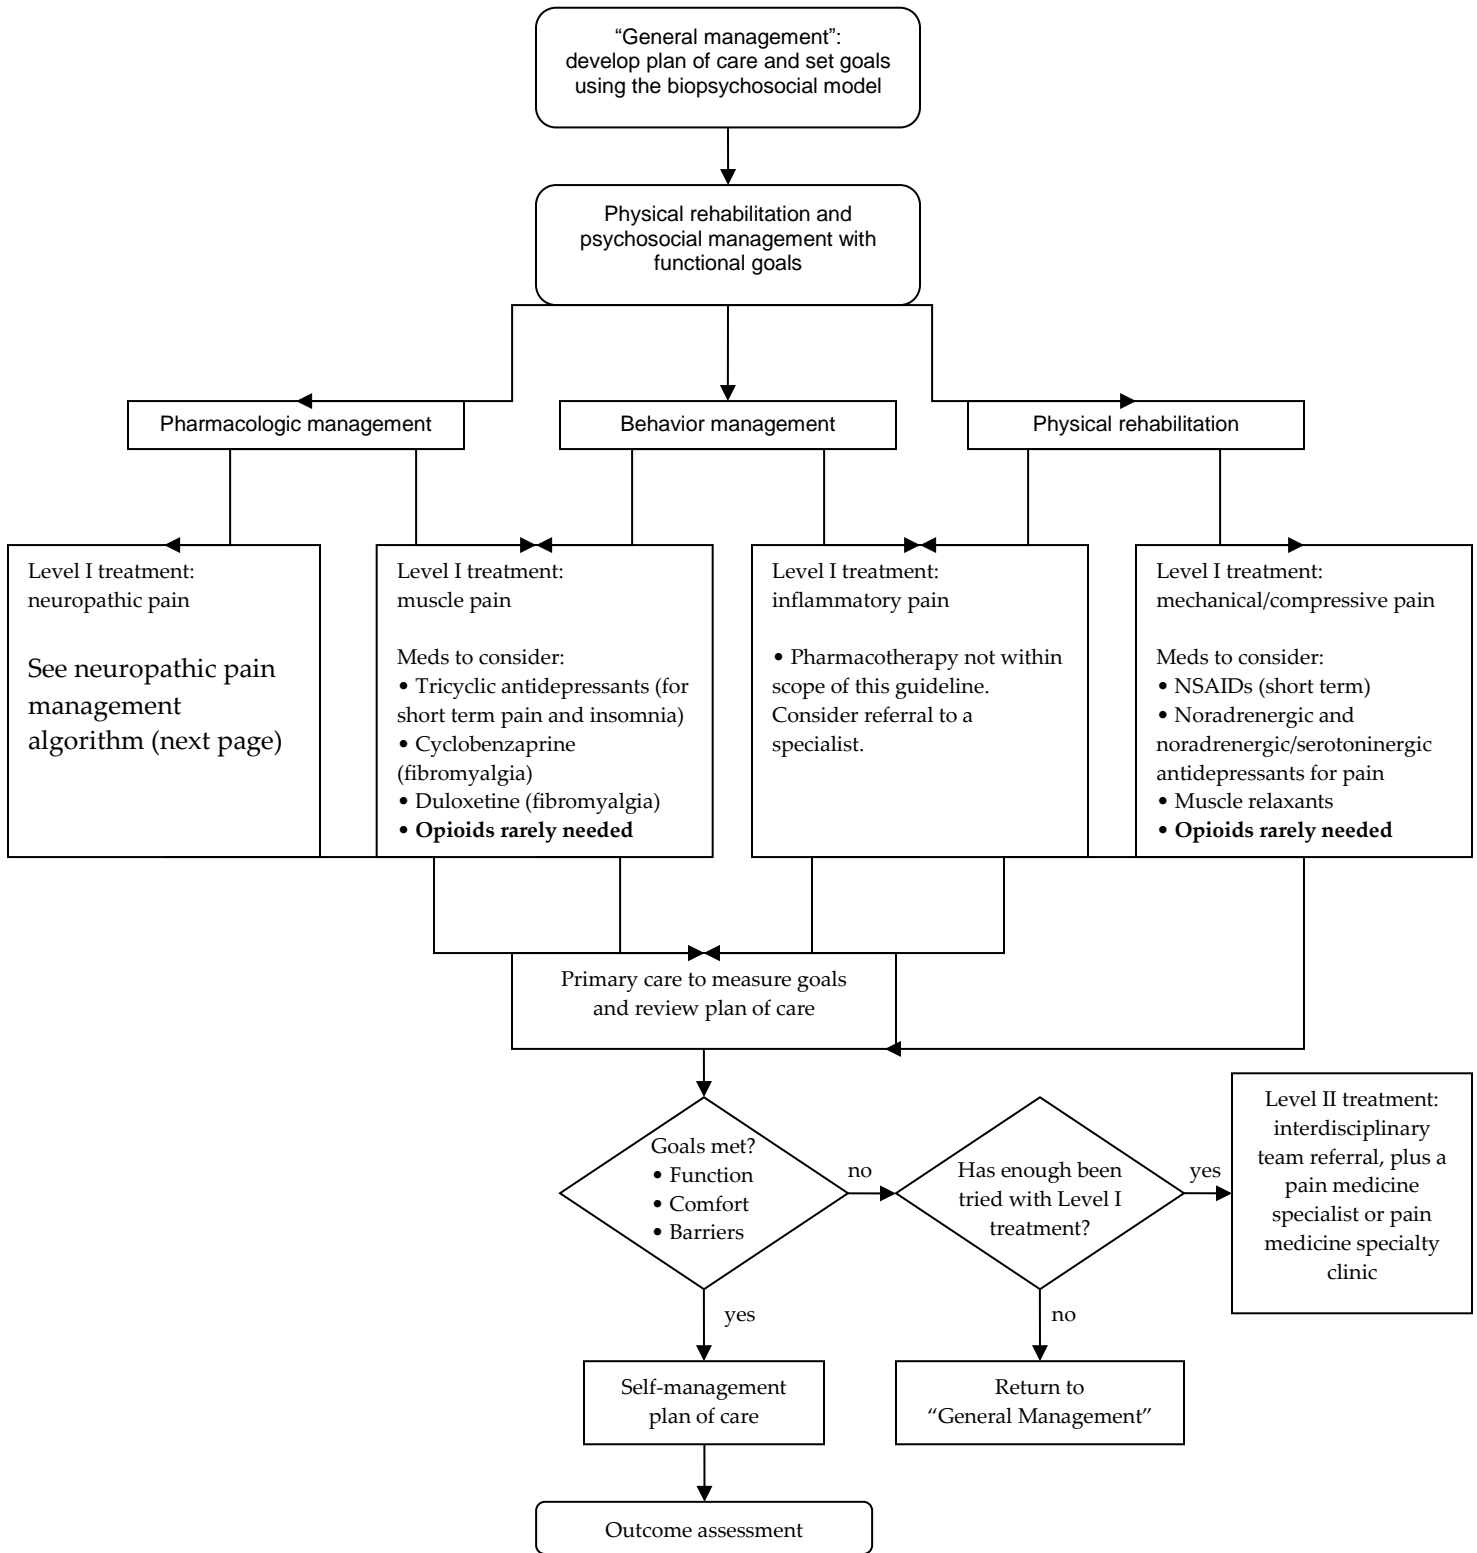 “General management”:
develop plan of care and set goals
using the biopsychosocial model
Physical rehabilitation and
psychosocial management with
functional goals
Pharmacologic management
Behavior management
Physical rehabilitation
Level I treatment:
neuropathic pain
See neuropathic pain
management
algorithm (next page)
Level I treatment:
muscle pain
Meds to consider:
• Tricyclic antidepressants (for
short term pain and insomnia)
• Cyclobenzaprine
(fibromyalgia)
• Duloxetine (fibromyalgia)
• Opioids rarely needed
Level I treatment:
inflammatory pain
• Pharmacotherapy not within
scope of this guideline.
Consider referral to a
specialist.
Level I treatment:
mechanical/compressive pain
Meds to consider:
• NSAIDs (short term)
• Noradrenergic and
noradrenergic/serotoninergic
antidepressants for pain
• Muscle relaxants
• Opioids rarely needed
Primary care to measure goals
and review plan of care
Goals met?
• Function
• Comfort
• Barriers
no
Has enough been
tried with Level I
treatment?
yes
Level II treatment:
interdisciplinary
team referral, plus a
pain medicine
specialist or pain
medicine specialty
clinic
yes
no
Self-management
plan of care
Return to
“General Management”
Outcome assessment